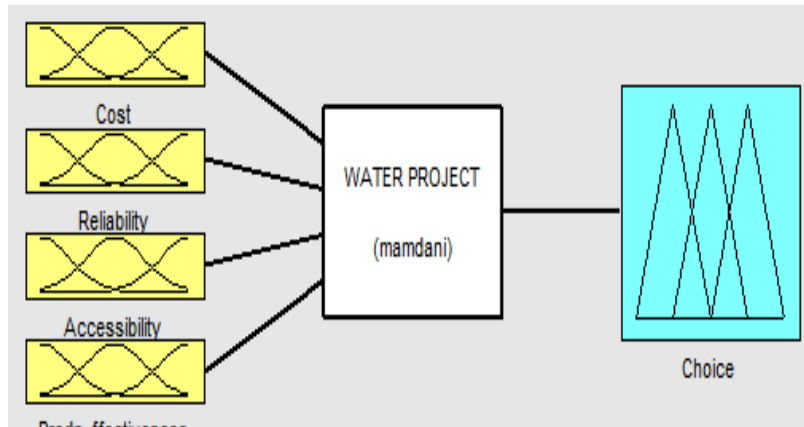 Cost
Reliability
Accessibility
WATER PROJECT
(mamdani)
Choice